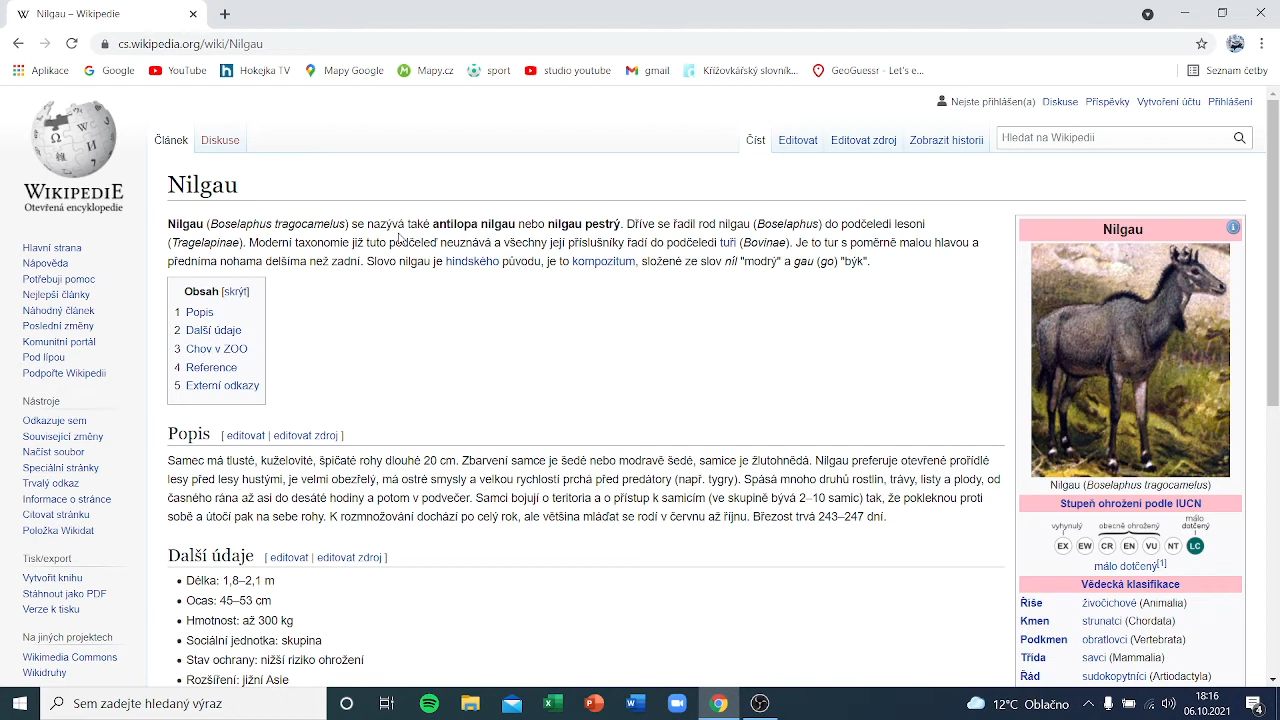 Nilgau – Wikipedie
cs.wikipedia.org/wiki/Nilgau
Aplikace Google YouTube Hokejka TV Mapy Google Mapy.cz sport studio youtube gmail Křížovkářský slovník... GeoGuessr - Let's e... Seznam četby
Nejste přihlášen(a) Diskuse Příspěvky Vytvoření účtu Přihlášení
Článek Diskuse Číst Editovat Editovat zdroj Zobrazit historii Hledat na Wikipedii
WIKIPEDIE
Otevřená encyklopedie
Hlavní strana
Nápověda
Potřebuji pomoc
Nejlepší články
Náhodný článek
Poslední změny
Komunitní portál
Pod lípou
Podpořte Wikipedii
Nástroje
Odkazuje sem
Související změny
Načíst soubor
Speciální stránky
Trvalý odkaz
Informace o stránce
Citovat stránku
Položka Wikidat
Tisk/export
Vytvořit knihu
Stáhnout jako PDF
Verze k tisku
Na jiných projektech
Wikimedia Commons
Wikidruhy
Nilgau
Nilgau (Boselaphus tragocamelus) se nazývá také antilopa nilgau nebo nilgau pestrý. Dříve se řadil rod nilgau (Boselaphus) do podčeledi lesoni
(Tragelapinae). Moderní taxonomie již tuto podčeleď neuznává a všechny její příslušníky řadí do podčeledi tuři (Bovinae). Je to tur s poměrně malou hlavou a
předníma nohama delšíma než zadní. Slovo nilgau je hindského původu, je to kompozitum, složené ze slov níl "modrý" a gau (go) "býk".
Obsah [skrýt]
1 Popis
2 Další údaje
3 Chov v ZOO
4 Reference
5 Externí odkazy
Popis [ editovat | editovat zdroj ]
Samec má tlusté, kuželovité, špičaté rohy dlouhé 20 cm. Zbarvení samce je šedé nebo modravě šedé, samice je žlutohnědá. Nilgau preferuje otevřené prořídlé
lesy před lesy hustými, je velmi obezřelý, má ostré smysly a velkou rychlostí prchá před predátory (např. tygry). Spásá mnoho druhů rostlin, trávy, listy a plody, od
časného rána až asi do desáté hodiny a potom v podvečer. Samci bojují o teritoria a o přístup k samicím (ve skupině bývá 2–10 samic) tak, že pokleknou proti
sobě a útočí pak na sebe rohy. K rozmnožování dochází po celý rok, ale většina mláďat se rodí v červnu až říjnu. Březost trvá 243–247 dní.
Další údaje [ editovat | editovat zdroj ]
Délka: 1,8–2,1 m
Ocas: 45–53 cm
Hmotnost: až 300 kg
Sociální jednotka: skupina
Stav ochrany: nižší riziko ohrožení
Rozšíření: jižní Asie
Nilgau
Nilgau (Boselaphus tragocamelus)
Stupeň ohrožení podle IUCN
vyhynulý obecně ohrožený málo dotčený
EX EW CR EN VU NT LC
málo dotčený[1]
Vědecká klasifikace
Říše živočichové (Animalia)
Kmen strunatci (Chordata)
Podkmen obratlovci (Vertebrata)
Třída savci (Mammalia)
Řád sudokopytníci (Artiodactyla)
Sem zadejte hledaný výraz
12°C Oblačno
18:16
06.10.2021
4